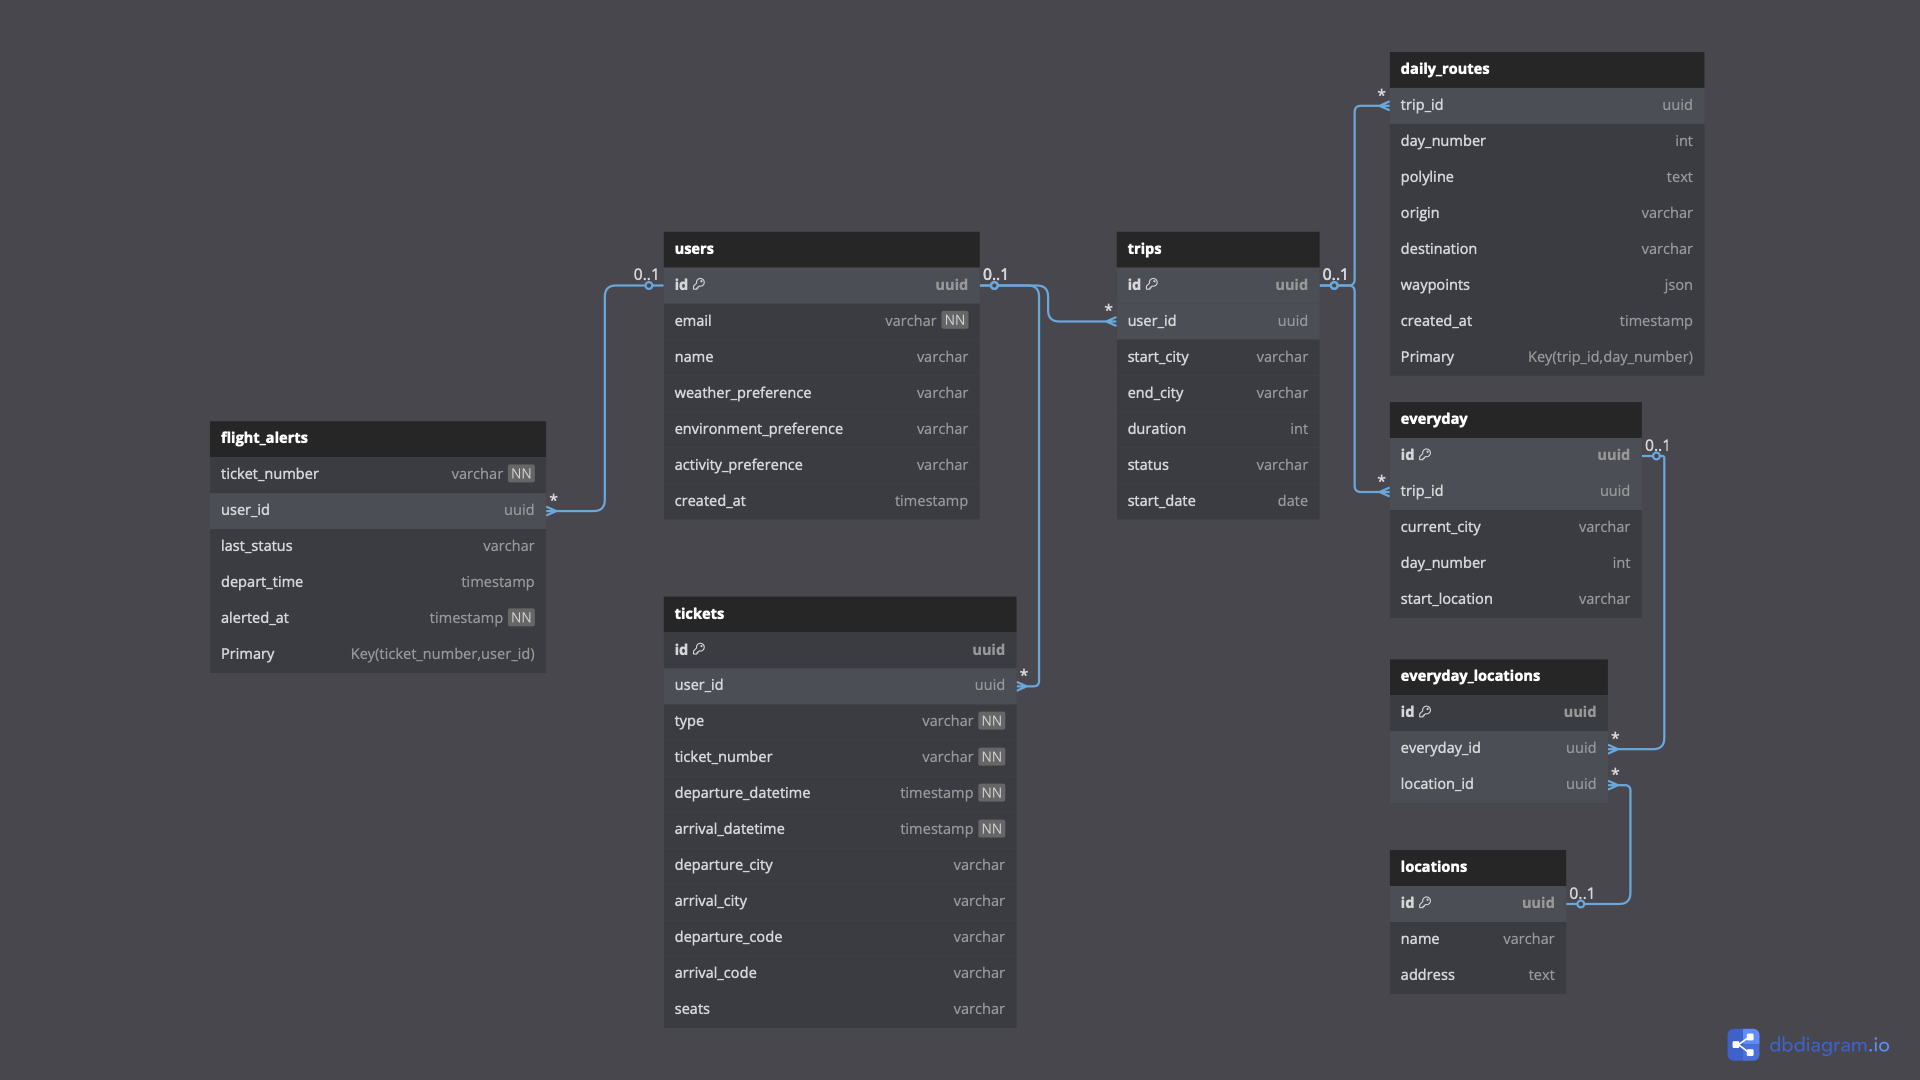 daily_routes
trip_id uuid
day_number int
polyline text
origin varchar
destination varchar
waypoints json
created_at timestamp
Primary Key(trip_id,day_number)
users
id uuid
email varchar NN
name varchar
weather_preference varchar
environment_preference varchar
activity_preference varchar
created_at timestamp
trips
id uuid
user_id uuid
start_city varchar
end_city varchar
duration int
status varchar
start_date date
everyday
id uuid
trip_id uuid
current_city varchar
day_number int
start_location varchar
flight_alerts
ticket_number varchar NN
user_id uuid
last_status varchar
depart_time timestamp
alerted_at timestamp NN
Primary Key(ticket_number,user_id)
tickets
id uuid
user_id uuid
type varchar NN
ticket_number varchar NN
departure_datetime timestamp NN
arrival_datetime timestamp NN
departure_city varchar
arrival_city varchar
departure_code varchar
arrival_code varchar
seats varchar
everyday_locations
id uuid
everyday_id uuid
location_id uuid
locations
id uuid
name varchar
address text
0..1
*
0..1
*
*
0..1
*
*
0..1
*
*
0..1
dbdiagram.io